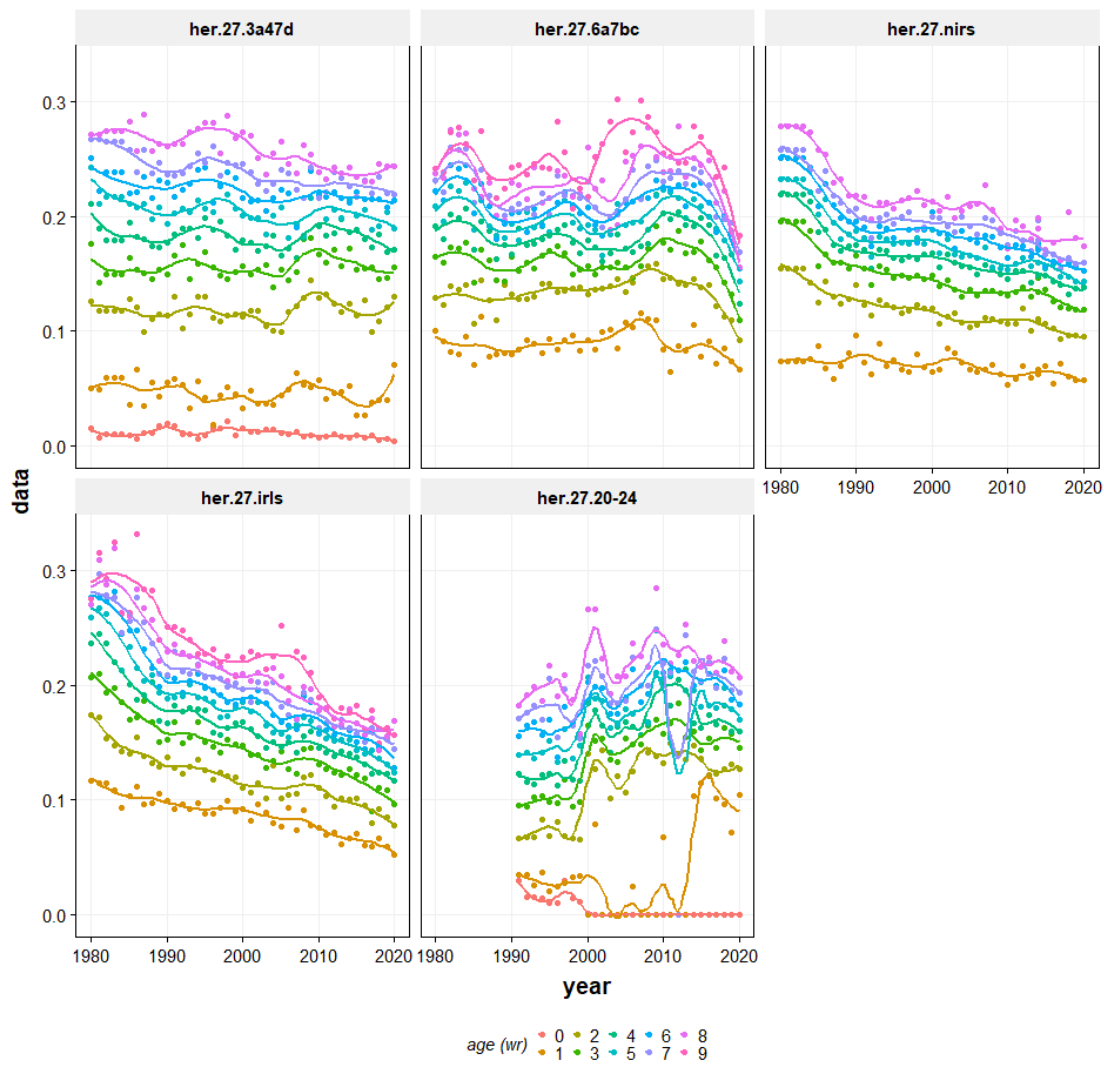 her.27.3a47d her.27.6a7bc her.27.nirs
0.3
0.2
0.1
0.0
1980 1990 2000 2010 2020
her.27.irls her.27.20-24
0.3
0.2
0.1
0.0
1980 1990 2000 2010 2020 1980 1990 2000 2010 2020
data
year
age (wr) 0 2 4 6 8
1 3 5 7 9